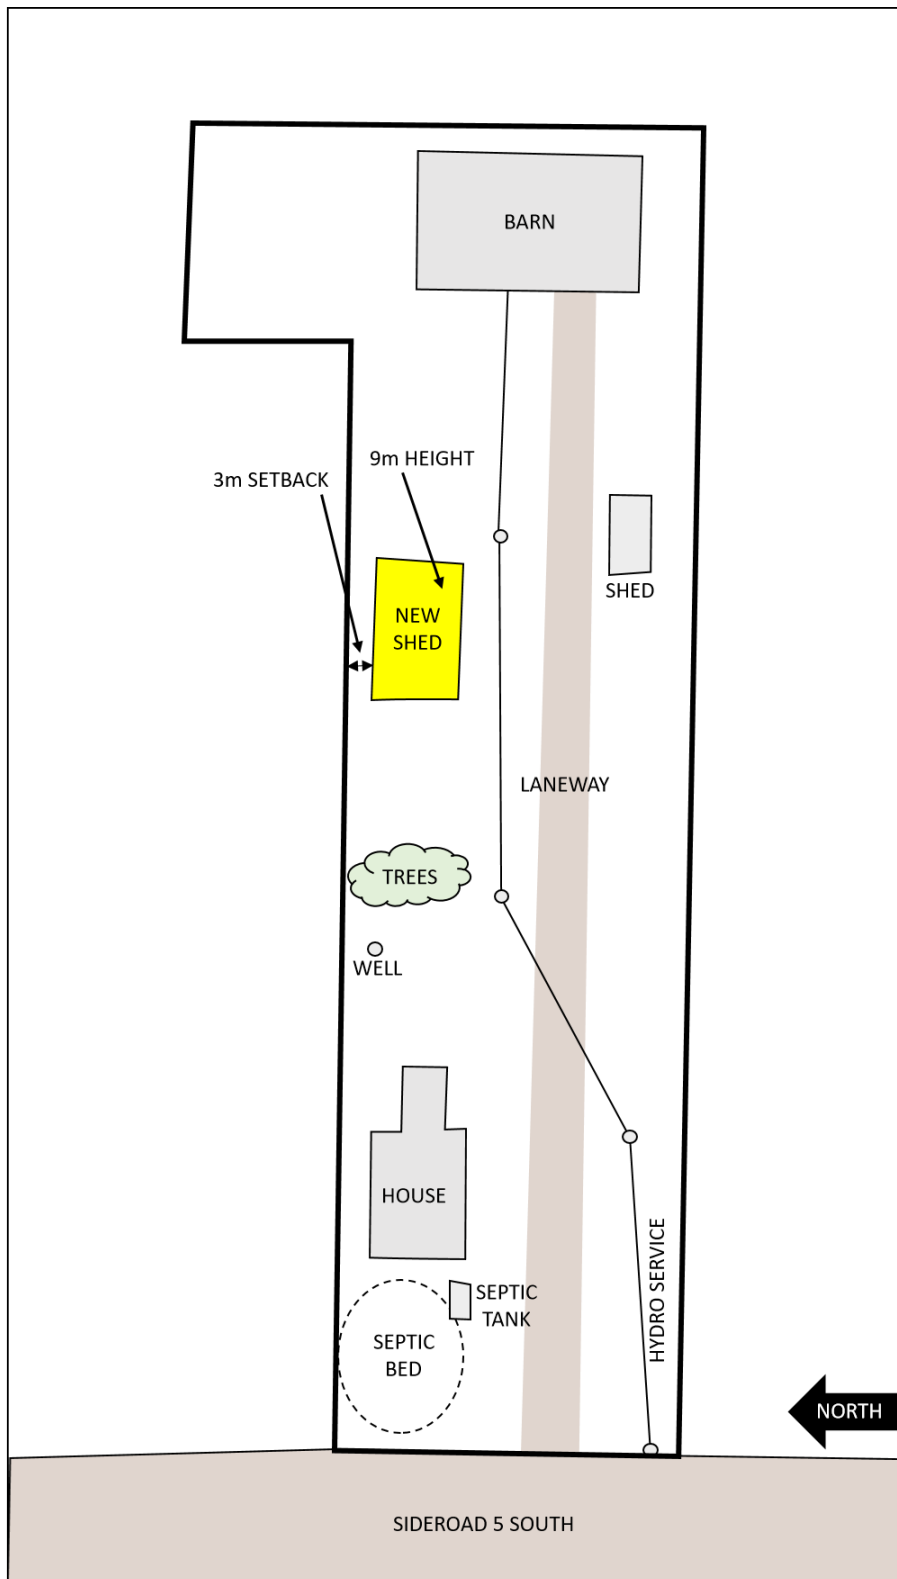 BARN
9m HEIGHT
3m SETBACK
NEW
SHED
SHED
LANEWAY
TREES
WELL
HOUSE
HYDRO SERVICE
SEPTIC
TANK
SEPTIC
BED
NORTH
SIDEROAD 5 SOUTH